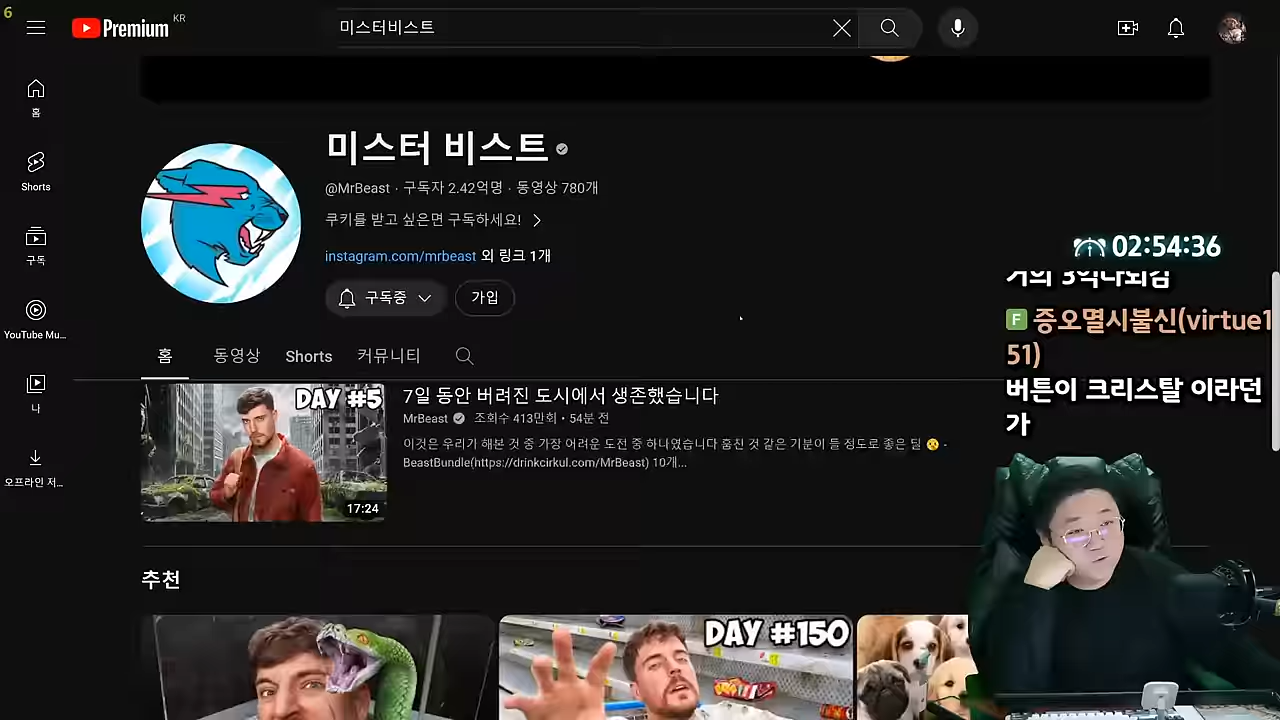 6
Premium KR
미스터비스트
홈
Shorts
구독
YouTube Mu...
나
오프라인 저...
미스터 비스트
@MrBeast · 구독자 2.42억명 · 동영상 780개
쿠키를 받고 싶은면 구독하세요!
instagram.com/mrbeast 외 링크 1개
구독중
가입
홈 동영상 Shorts 커뮤니티
DAY #5
17:24
7일 동안 버려진 도시에서 생존했습니다
MrBeast 조회수 413만회 • 54분 전
이것은 우리가 해본 것 중 가장 어려운 도전 중 하나였습니다 훔친 것 같은 기분이 들 정도로 좋은 딜 😮 -
BeastBundle(https://drinkcirkul.com/MrBeast) 10개...
추천
DAY #150
02:54:36
거의 3억다되감
F 증오멸시불신(virtue1
51)
버튼이 크리스탈 이라던
가